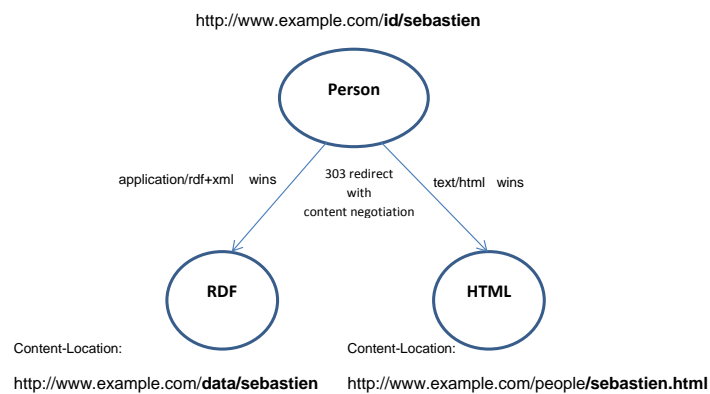 http://www.example.com/id/sebastien
Person
application/rdf+xml wins
303 redirect
with
content negotiation
text/html wins
RDF
HTML
Content-Location:
Content-Location:
http://www.example.com/data/sebastien
http://www.example.com/people/sebastien.html